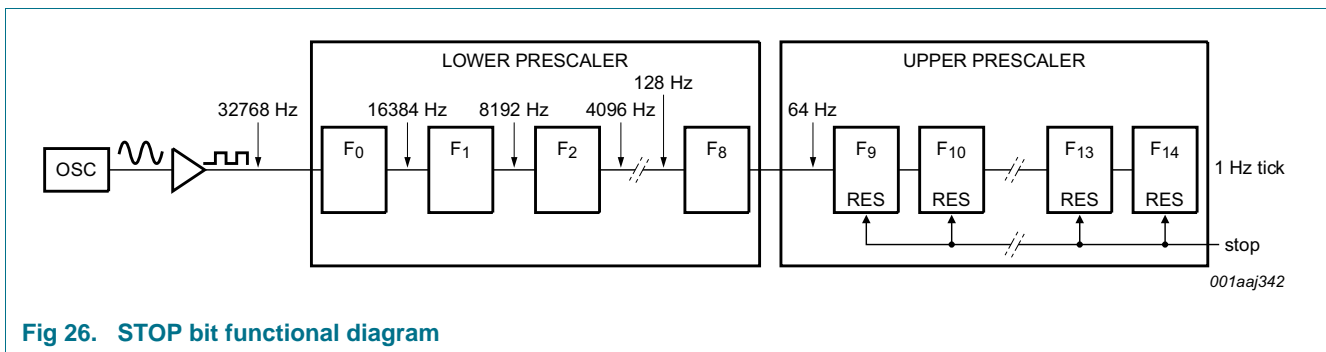 LOWER PRESCALER
UPPER PRESCALER
128 Hz
32768 Hz
16384 Hz
8192 Hz
4096 Hz
64 Hz
OSC
F0
F1
F2
F8
F9
F10
F13
F14
1 Hz tick
RES
RES
RES
RES
stop
001aaj342
Fig 26. STOP bit functional diagram